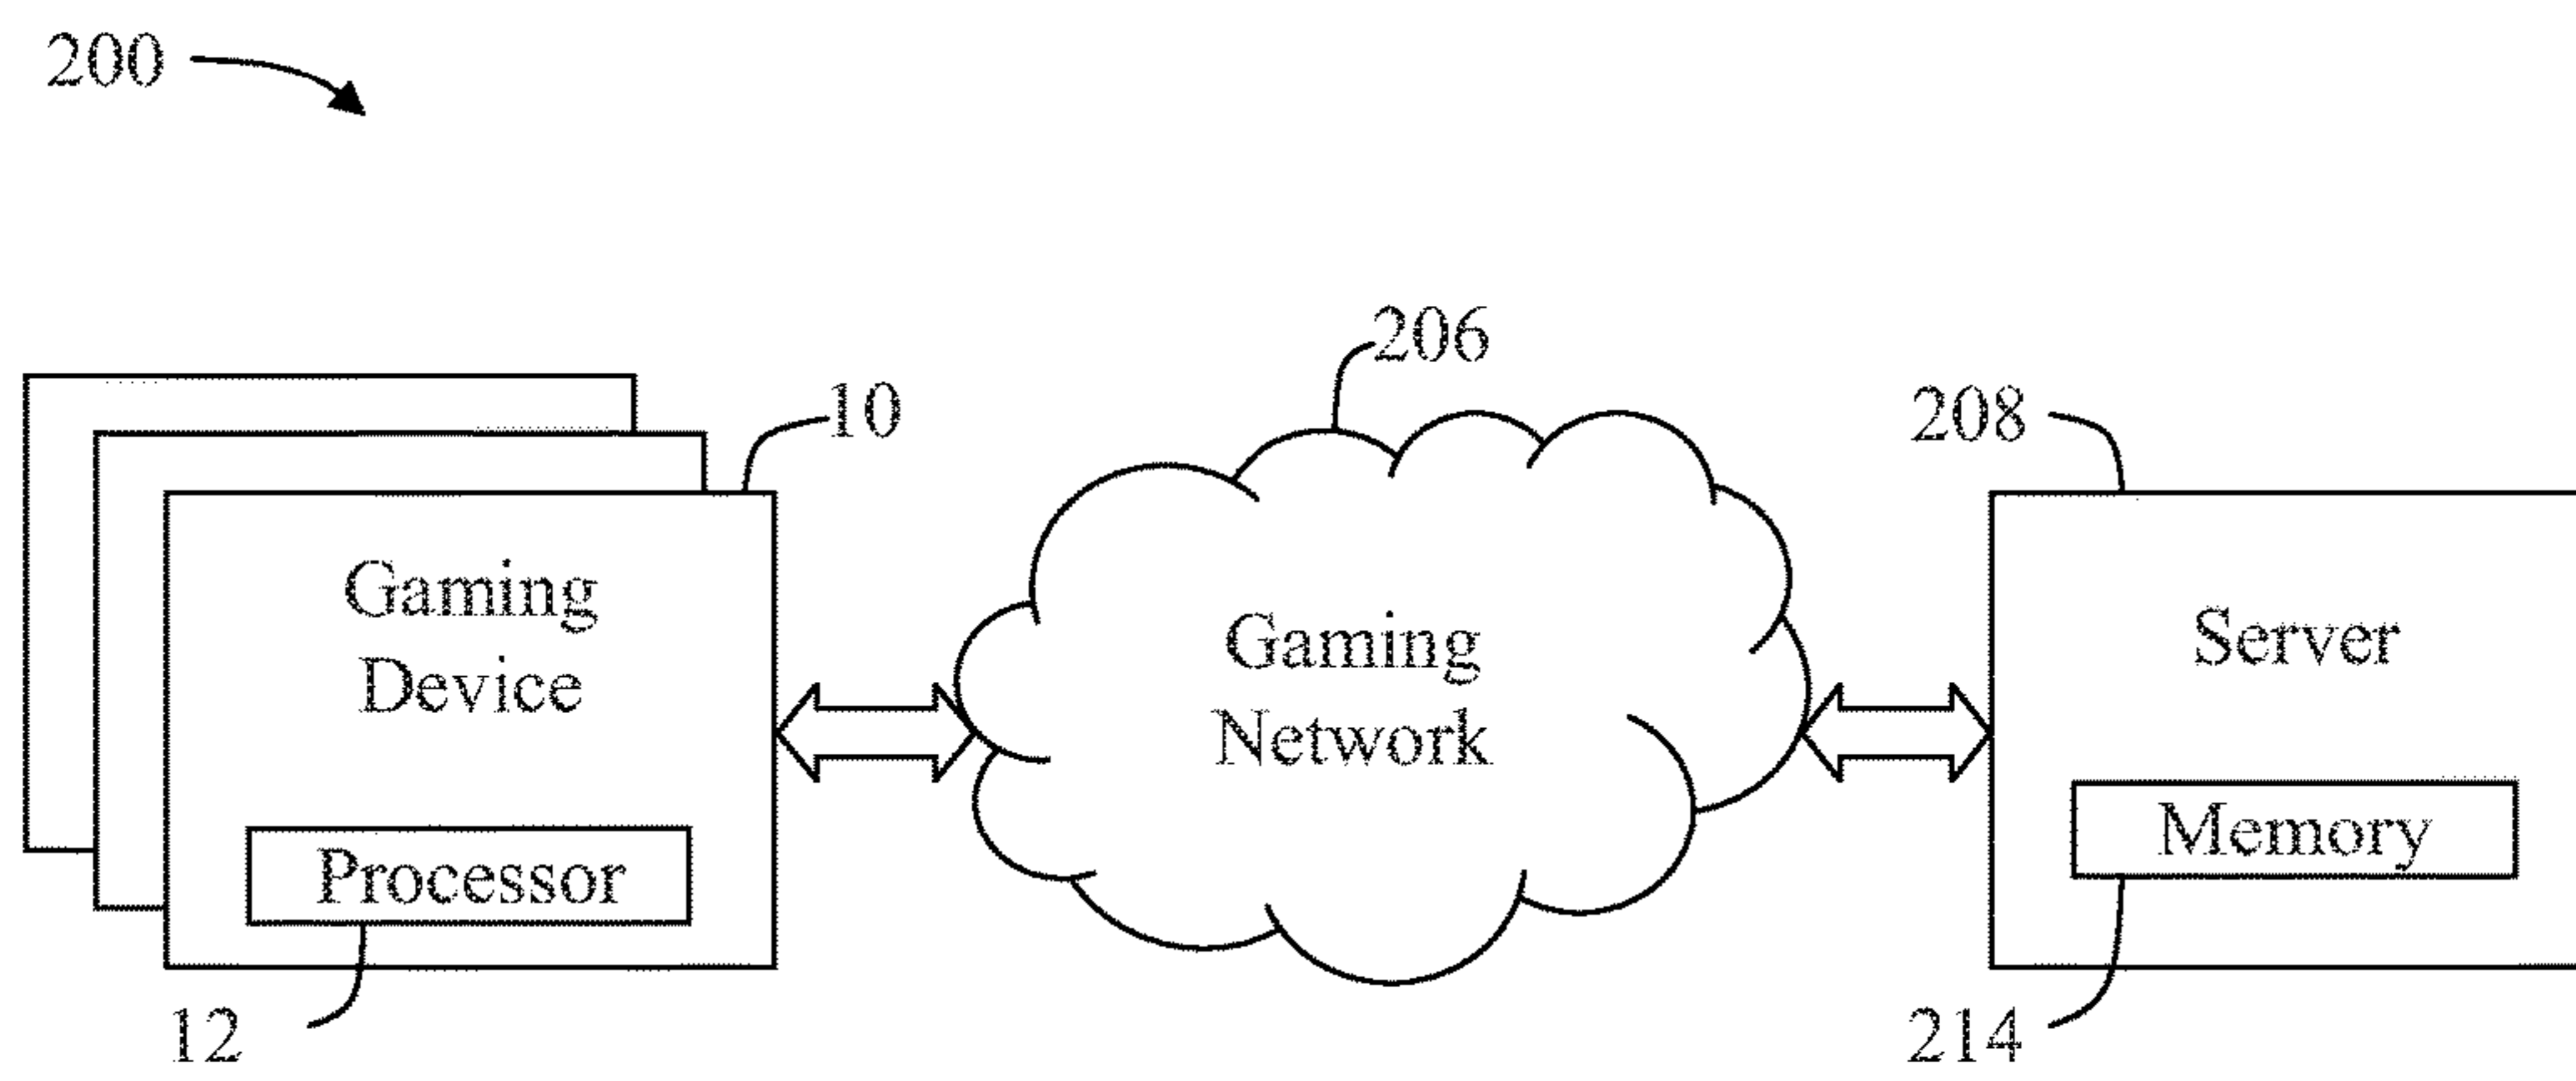 200
206
10
208
Gaming
Device
Gaming
Network
Server
Memory
Processor
12
214